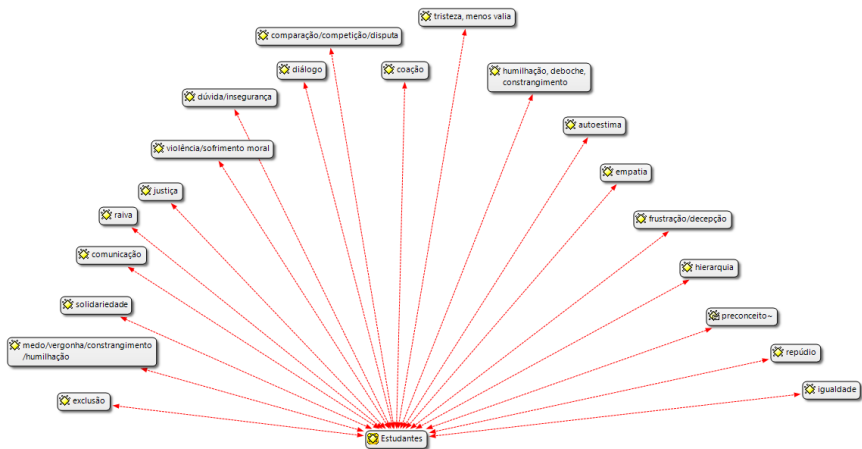 tristeza, menos valia
comparação/competição/disputa
diálogo
coação
humilhação, deboche,
constrangimento
dúvida/insegurança
autoestima
violência/sofrimento moral
empatia
justiça
raiva
frustração/decepção
comunicação
hierarquia
solidariedade
preconceito~
medo/vergonha/constrangimento
/humilhação
repúdio
igualdade
exclusão
Estudantes